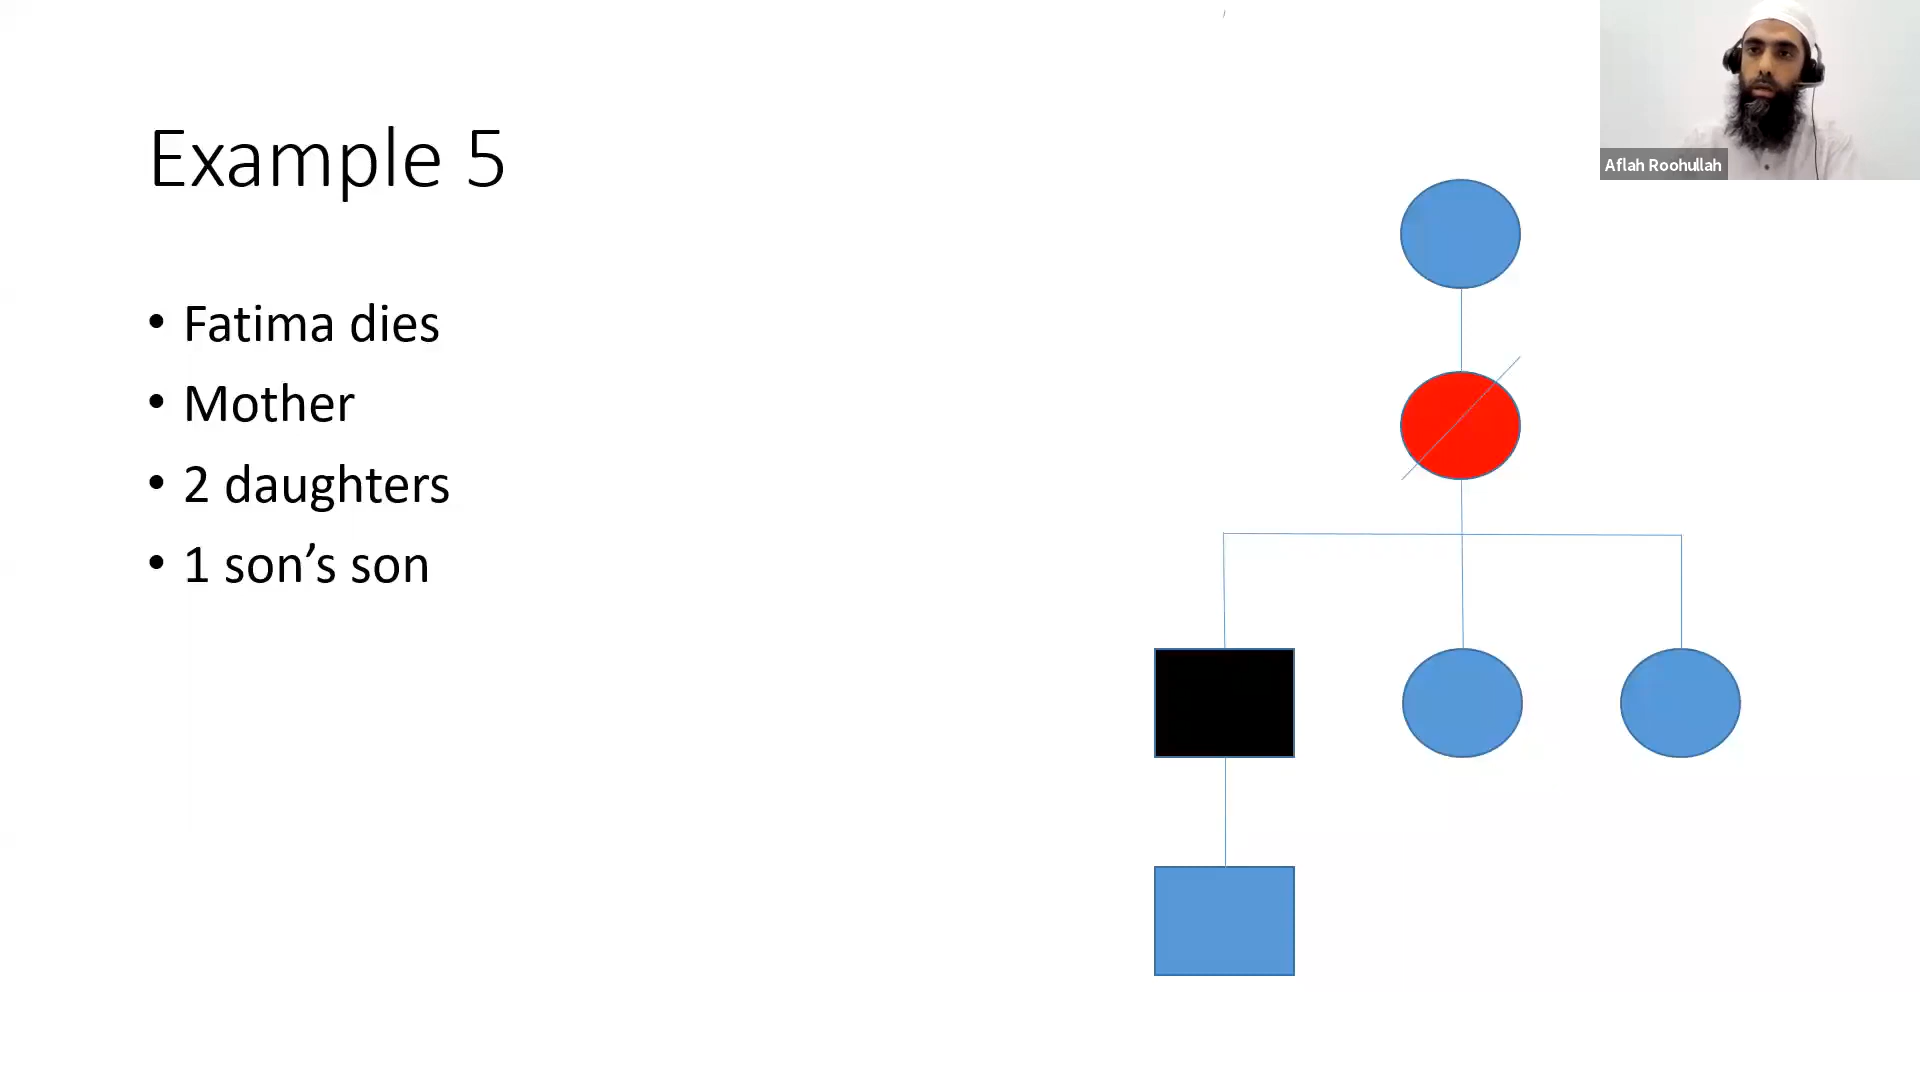 Example 5
• Fatima dies
• Mother
• 2 daughters
• 1 son’s son
Aflah Roohullah